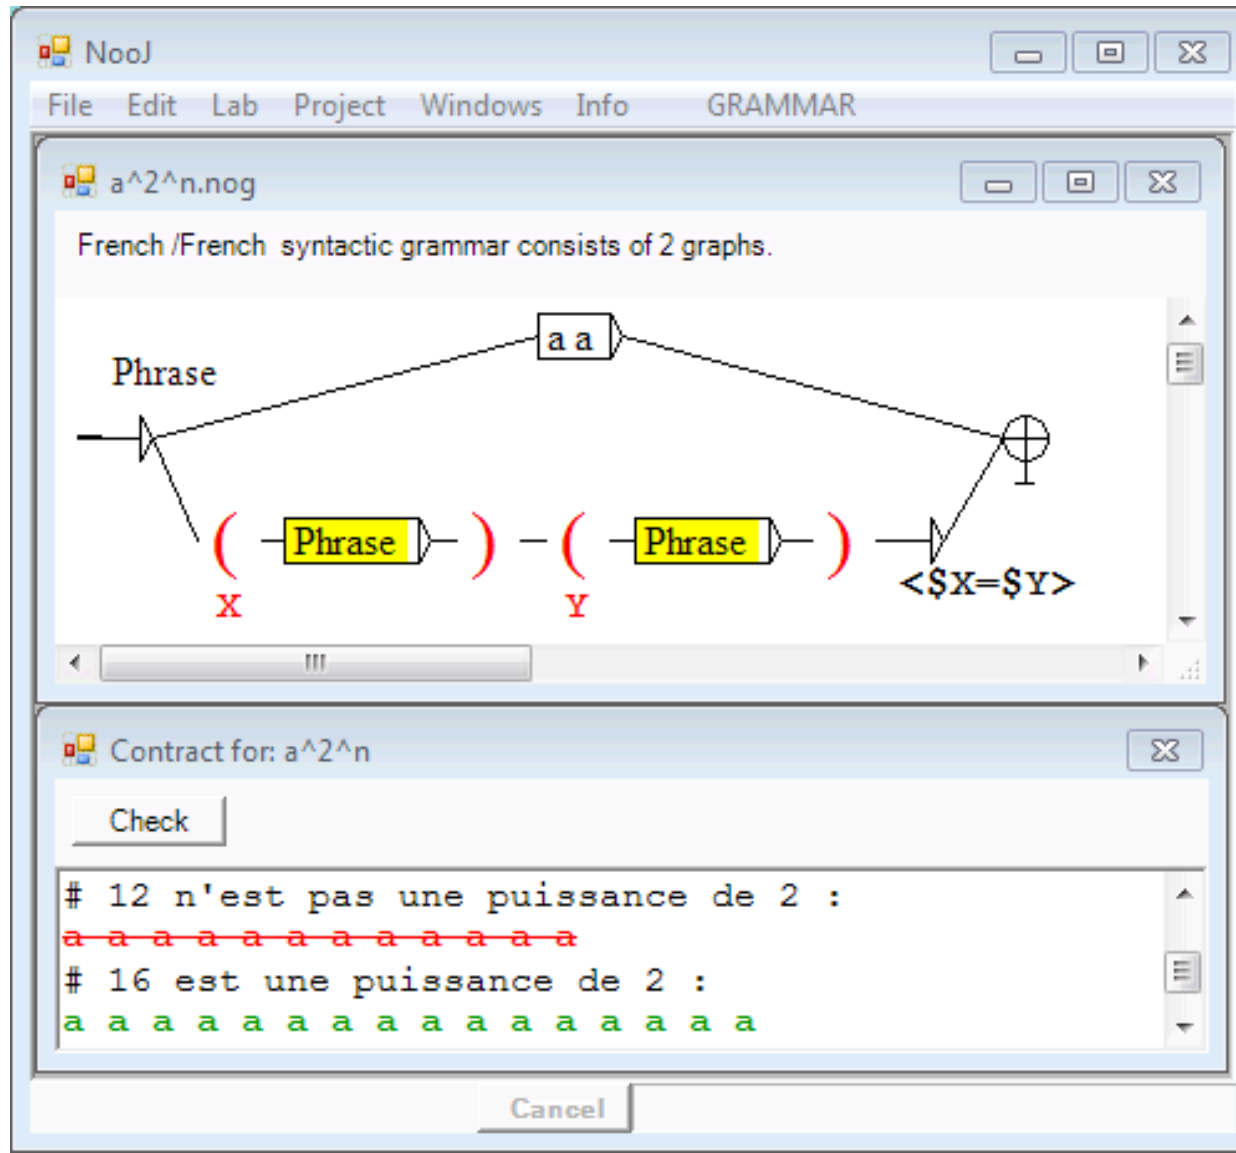 NooJ
File Edit Lab Project Windows Info GRAMMAR
a^2^n.nog
French /French syntactic grammar consists of 2 graphs.
a a
Phrase
( Phrase ) ( Phrase )
X Y <$X=$Y>
Contract for: a^2^n
Check
# 12 n'est pas une puissance de 2 :
a a a a a a a a a a a a
# 16 est une puissance de 2 :
a a a a a a a a a a a a a a a a
Cancel